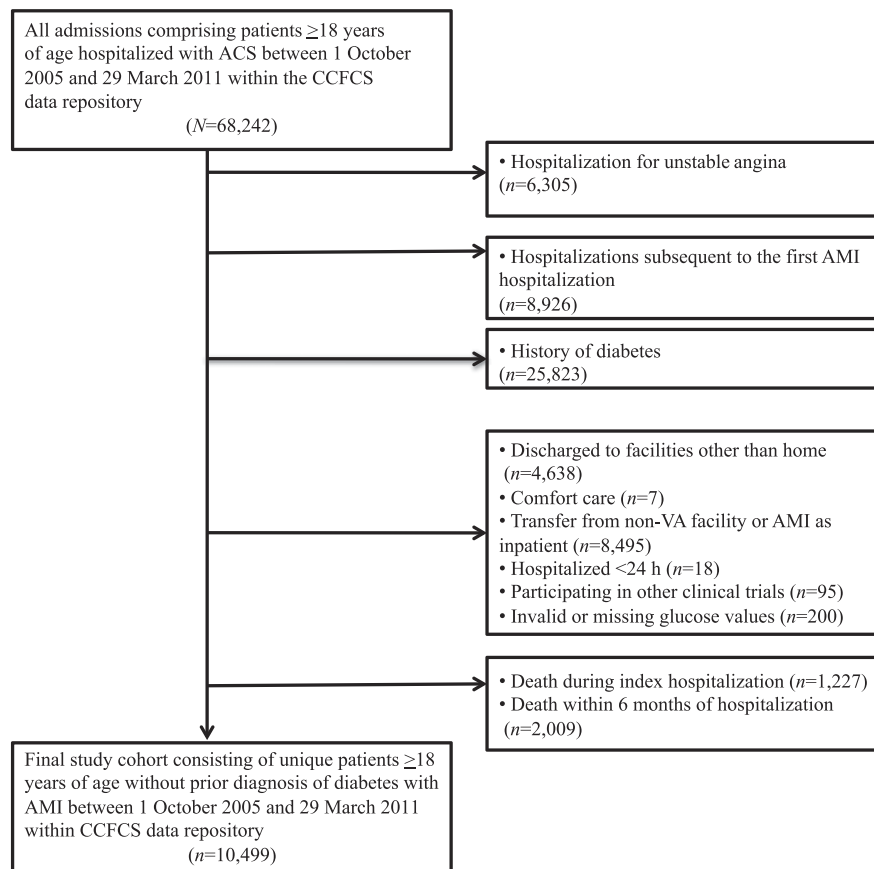 All admissions comprising patients ≥18 years
of age hospitalized with ACS between 1 October
2005 and 29 March 2011 within the CCFCS
data repository
(N=68,242)
• Hospitalization for unstable angina
(n=6,305)
• Hospitalizations subsequent to the first AMI
hospitalization
(n=8,926)
• History of diabetes
(n=25,823)
• Discharged to facilities other than home
(n=4,638)
• Comfort care (n=7)
• Transfer from non-VA facility or AMI as
inpatient (n=8,495)
• Hospitalized <24 h (n=18)
• Participating in other clinical trials (n=95)
• Invalid or missing glucose values (n=200)
• Death during index hospitalization (n=1,227)
• Death within 6 months of hospitalization
(n=2,009)
Final study cohort consisting of unique patients ≥18
years of age without prior diagnosis of diabetes with
AMI between 1 October 2005 and 29 March 2011
within CCFCS data repository
(n=10,499)